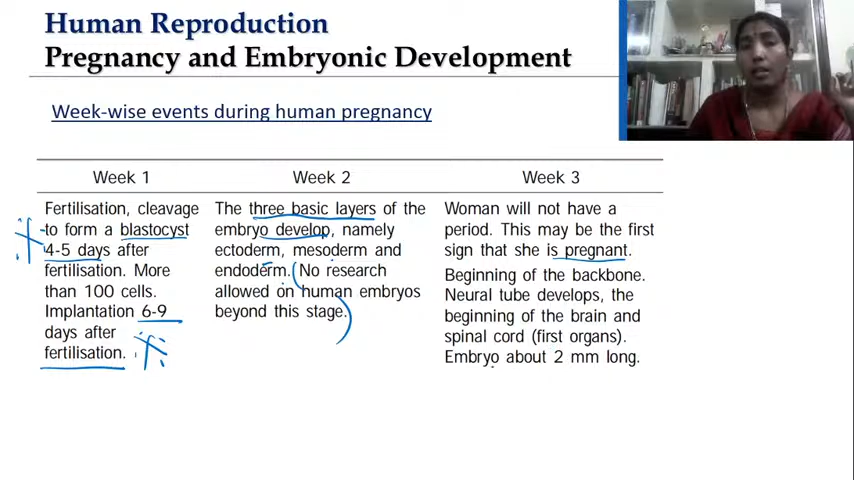 Human Reproduction
Pregnancy and Embryonic Development
Week-wise events during human pregnancy
Week 1
Fertilisation, cleavage
to form a blastocyst
4-5 days after
fertilisation. More
than 100 cells.
Implantation 6-9
days after
fertilisation.
Week 2
The three basic layers of the
embryo develop, namely
ectoderm, mesoderm and
endoderm. (No research
allowed on human embryos
beyond this stage.)
Week 3
Woman will not have a
period. This may be the first
sign that she is pregnant.
Beginning of the backbone.
Neural tube develops, the
beginning of the brain and
spinal cord (first organs).
Embryo about 2 mm long.